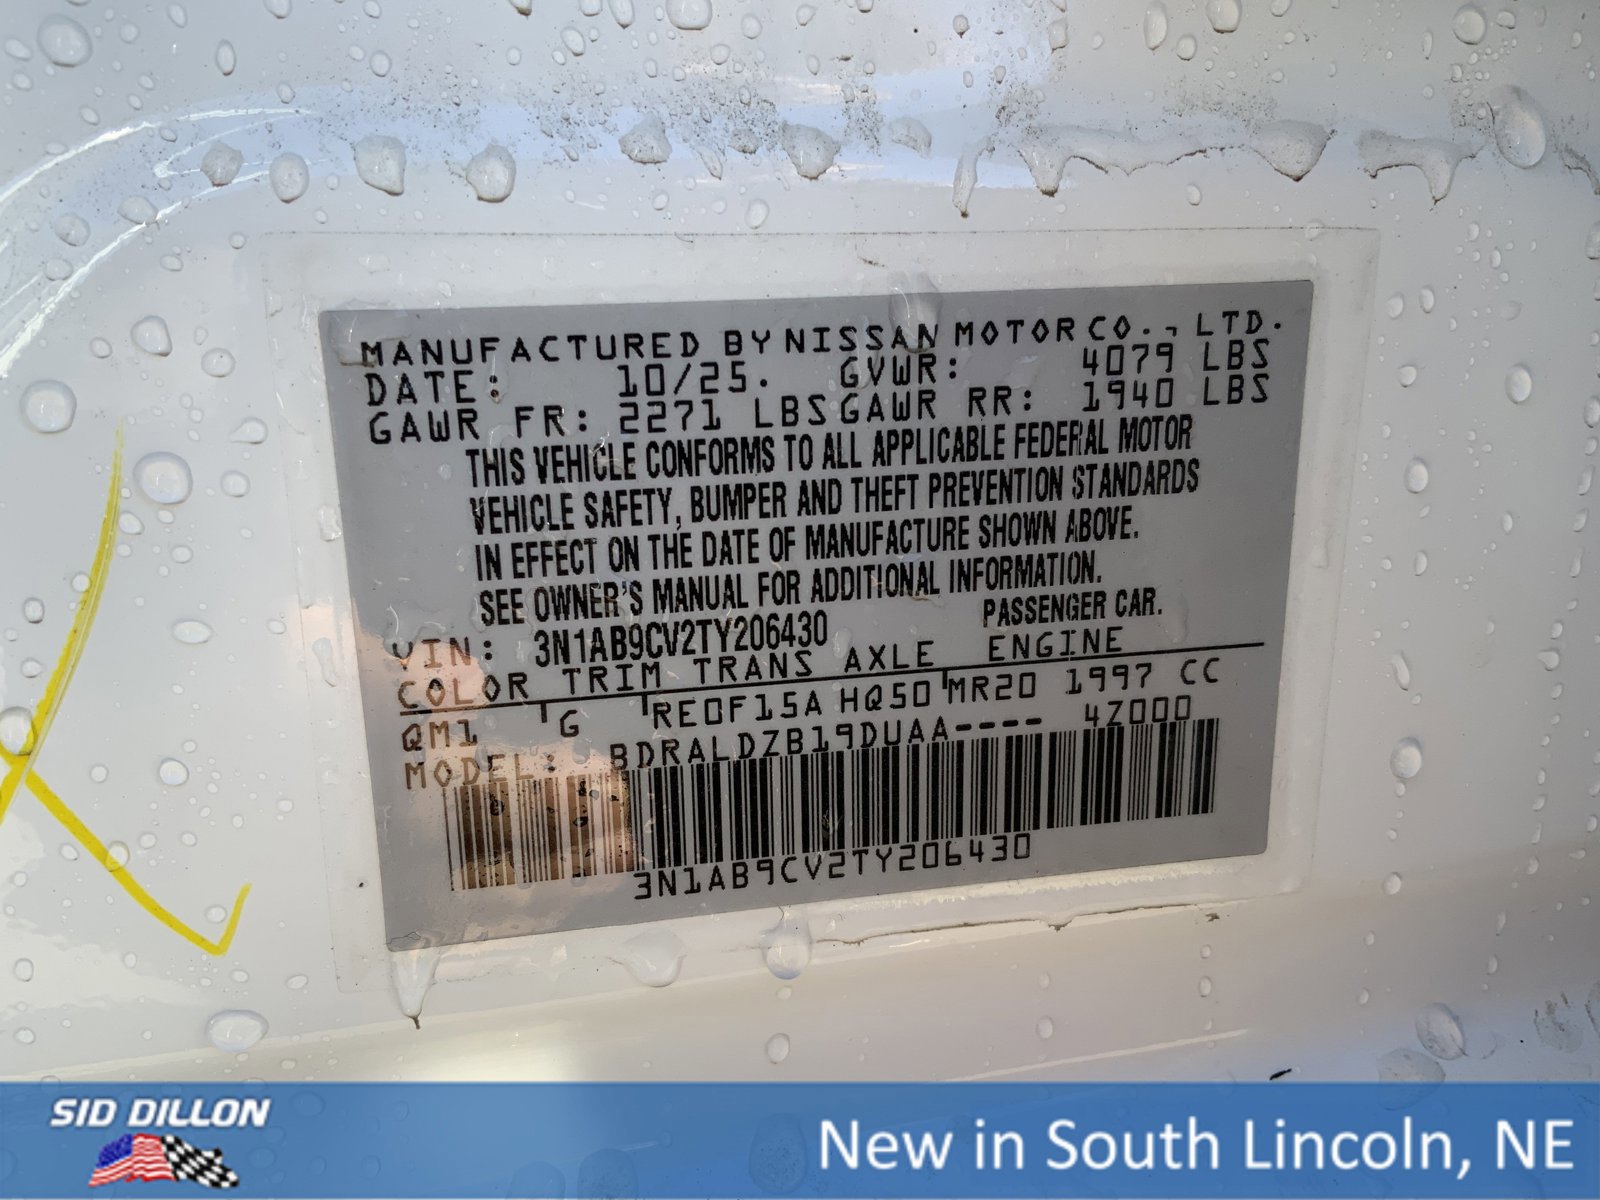 MANUFACTURED BY NISSAN MOTOR CO., LTD.
DATE: 10/25. GVWR: 4079 LBS
GAWR FR: 2271 LBS GAWR RR: 1940 LBS
THIS VEHICLE CONFORMS TO ALL APPLICABLE FEDERAL MOTOR
VEHICLE SAFETY, BUMPER AND THEFT PREVENTION STANDARDS
IN EFFECT ON THE DATE OF MANUFACTURE SHOWN ABOVE.
SEE OWNER'S MANUAL FOR ADDITIONAL INFORMATION.
VIN: 3N1AB9CV2TY206430 PASSENGER CAR.
COLOR TRIM TRANS AXLE ENGINE
QM1 G RE0F15A HQ50 MR20 1997 CC
MODEL: BDRALDZB19DUAA---- 4Z000
3N1AB9CV2TY206430
SID DILLON
New in South Lincoln, NE